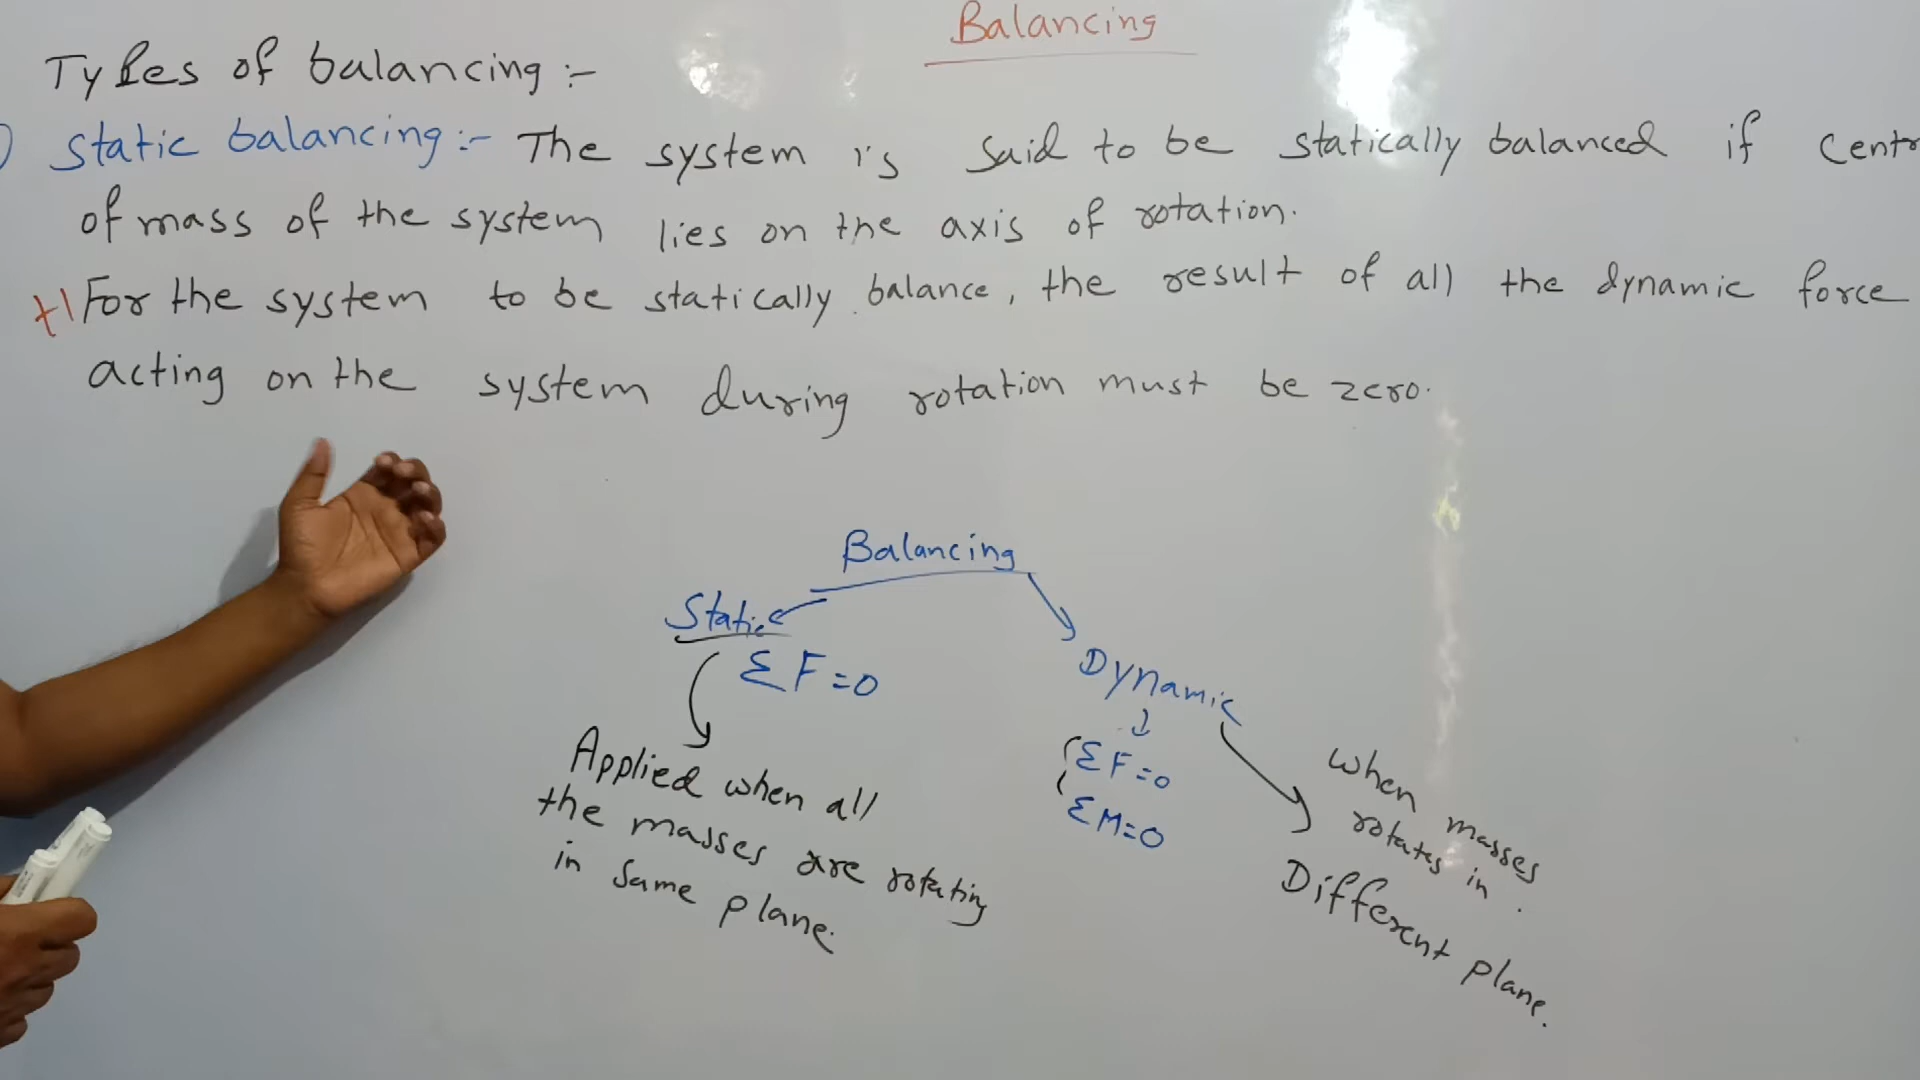 Balancing
Types of balancing :-
Static balancing :- The system is said to be statically balanced if Centr
of mass of the system lies on the axis of rotation.
For the system to be statically balance, the result of all the dynamic force
acting on the system during rotation must be zero.
Balancing
Static
ΣF=0
Applied when all
the masses are rotating
in same plane.
Dynamic
ΣF=0
ΣM=0
when masses
rotates in
Different plane.